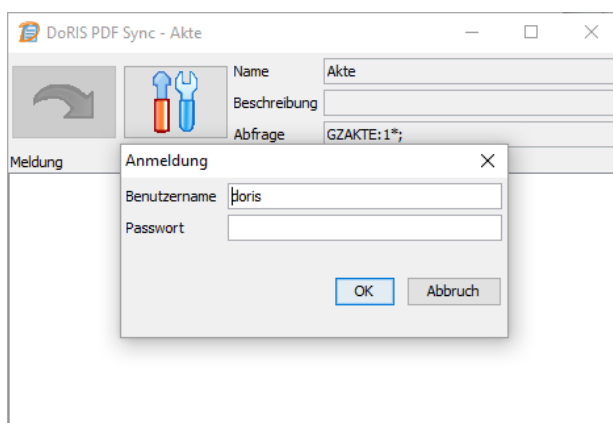 DoRIS PDF Sync - Akte
Name Akte
Beschreibung
Abfrage GZAKTE:1*;
Meldung
Anmeldung
Benutzername doris
Passwort
OK Abbruch